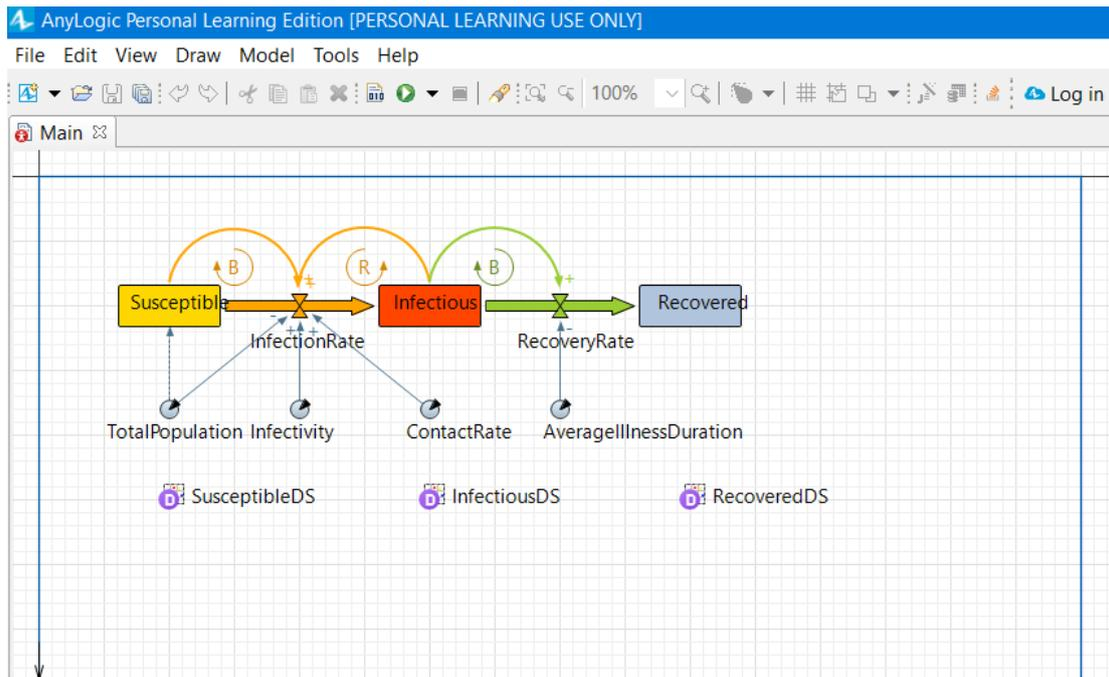 AnyLogic Personal Learning Edition [PERSONAL LEARNING USE ONLY]
File Edit View Draw Model Tools Help
100% Log in
Main
B R B
+ + +
Susceptible Infectious Recovered
- + + -
InfectionRate RecoveryRate
TotalPopulation Infectivity ContactRate AverageIllnessDuration
D SusceptibleDS D InfectiousDS D RecoveredDS